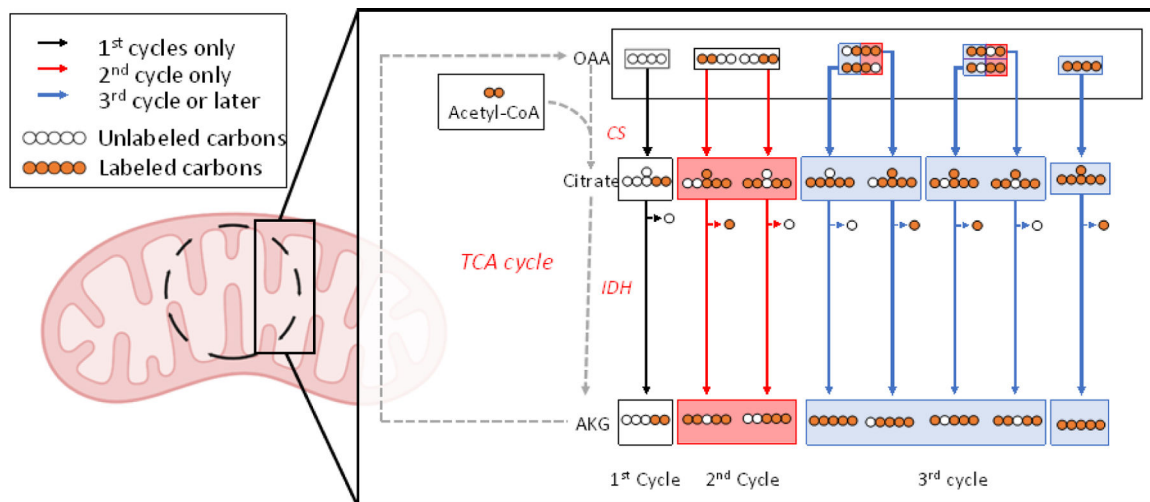 1st cycles only
2nd cycle only
3rd cycle or later
Unlabeled carbons
Labeled carbons
OAA
Acetyl-CoA
CS
Citrate
TCA cycle
IDH
AKG
1st Cycle
2nd Cycle
3rd cycle